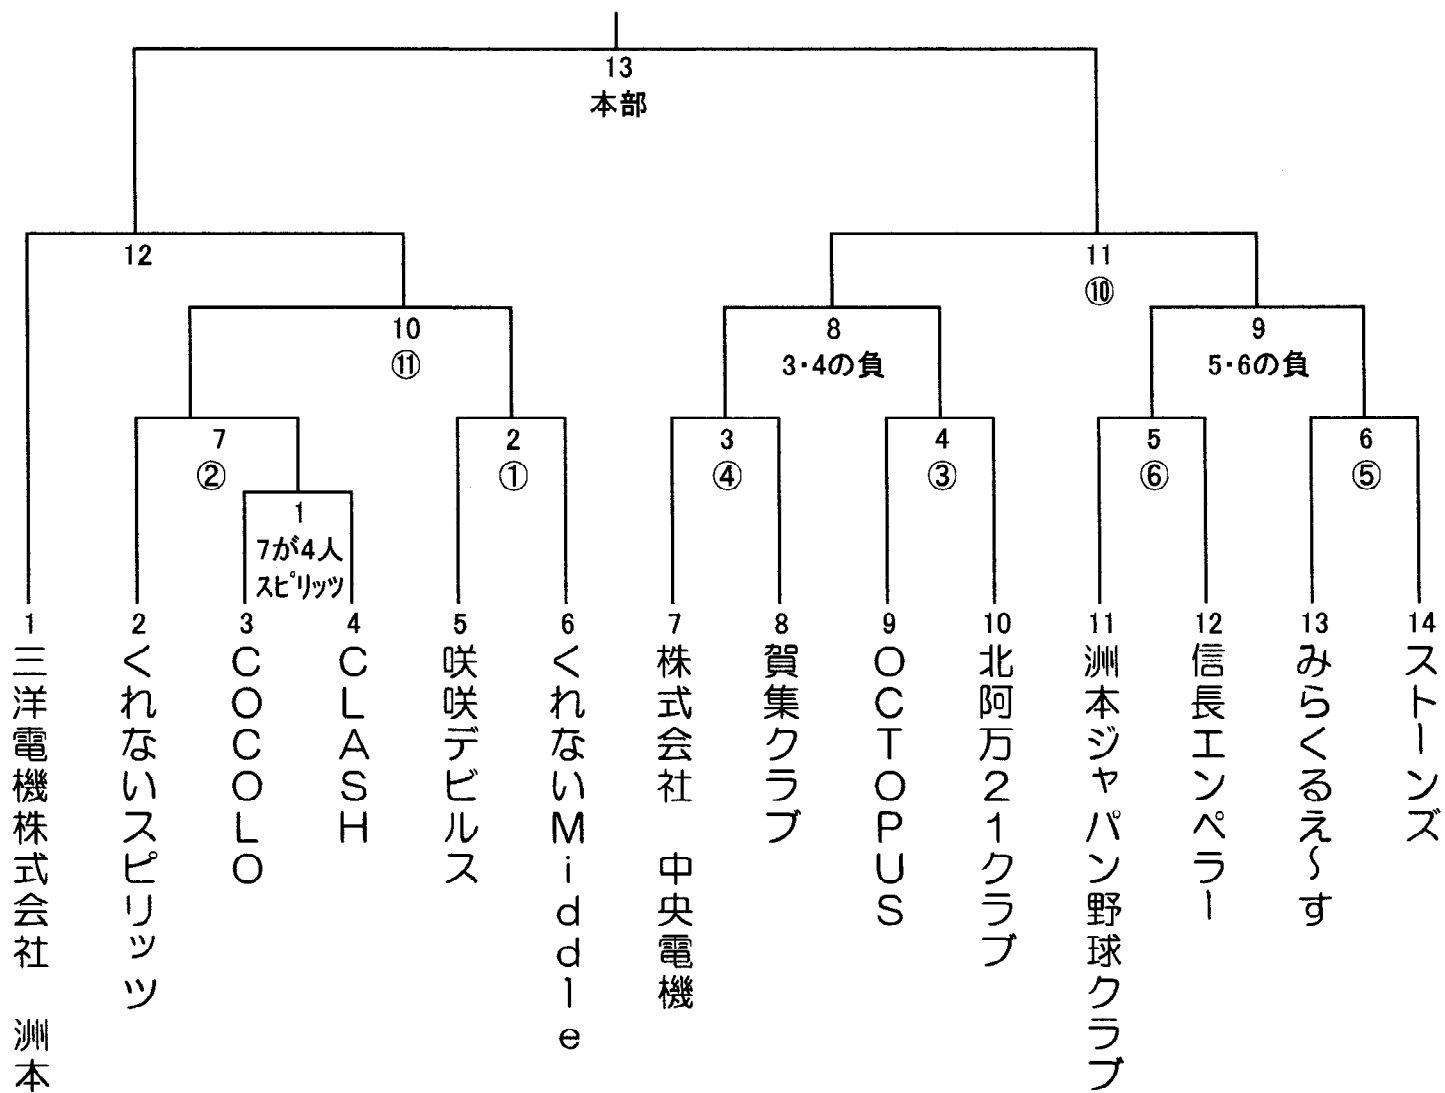 13
本部
12
11
⑩
10
⑪
8
3・4の負
9
5・6の負
7
②
2
①
3
④
4
③
5
⑥
6
⑤
1
7が4人
スピリッツ
1
三洋電機株式会社 洲本
2
くれないスピリッツ
3
COCOLO
4
CLASH
5
咲咲デビルス
6
くれないMiddle
7
株式会社 中央電機
8
賀集クラブ
9
OCTOPUS
10
北阿万21クラブ
11
洲本ジャパン野球クラブ
12
信長エンペラー
13
みらくるえ〜す
14
ストーンズ